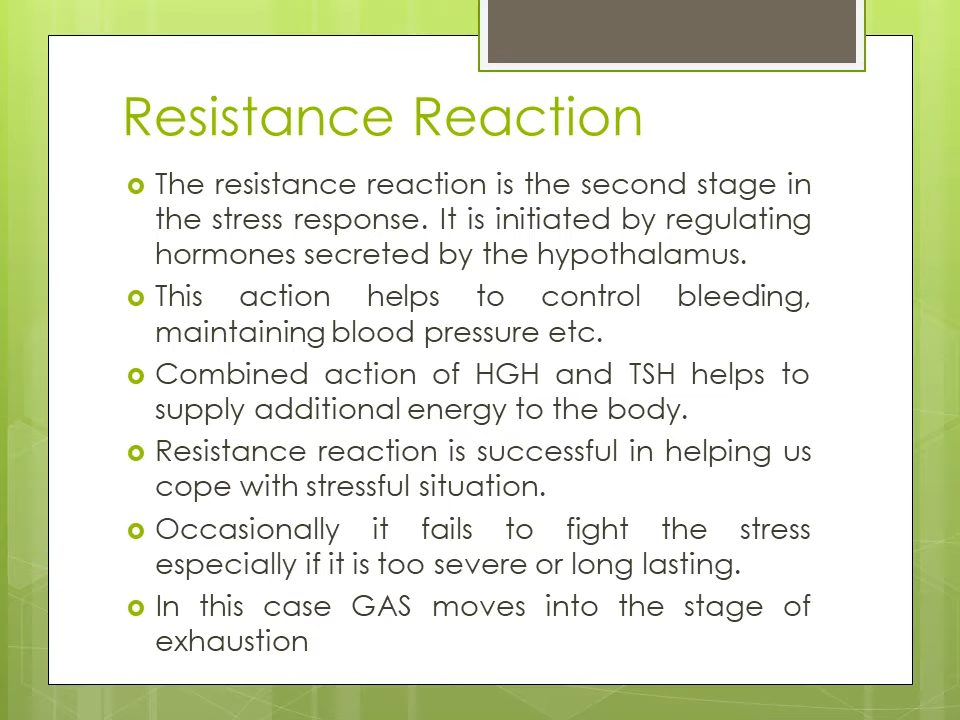 Resistance Reaction
The resistance reaction is the second stage in
the stress response. It is initiated by regulating
hormones secreted by the hypothalamus.
This action helps to control bleeding,
maintaining blood pressure etc.
Combined action of HGH and TSH helps to
supply additional energy to the body.
Resistance reaction is successful in helping us
cope with stressful situation.
Occasionally it fails to fight the stress
especially if it is too severe or long lasting.
In this case GAS moves into the stage of
exhaustion